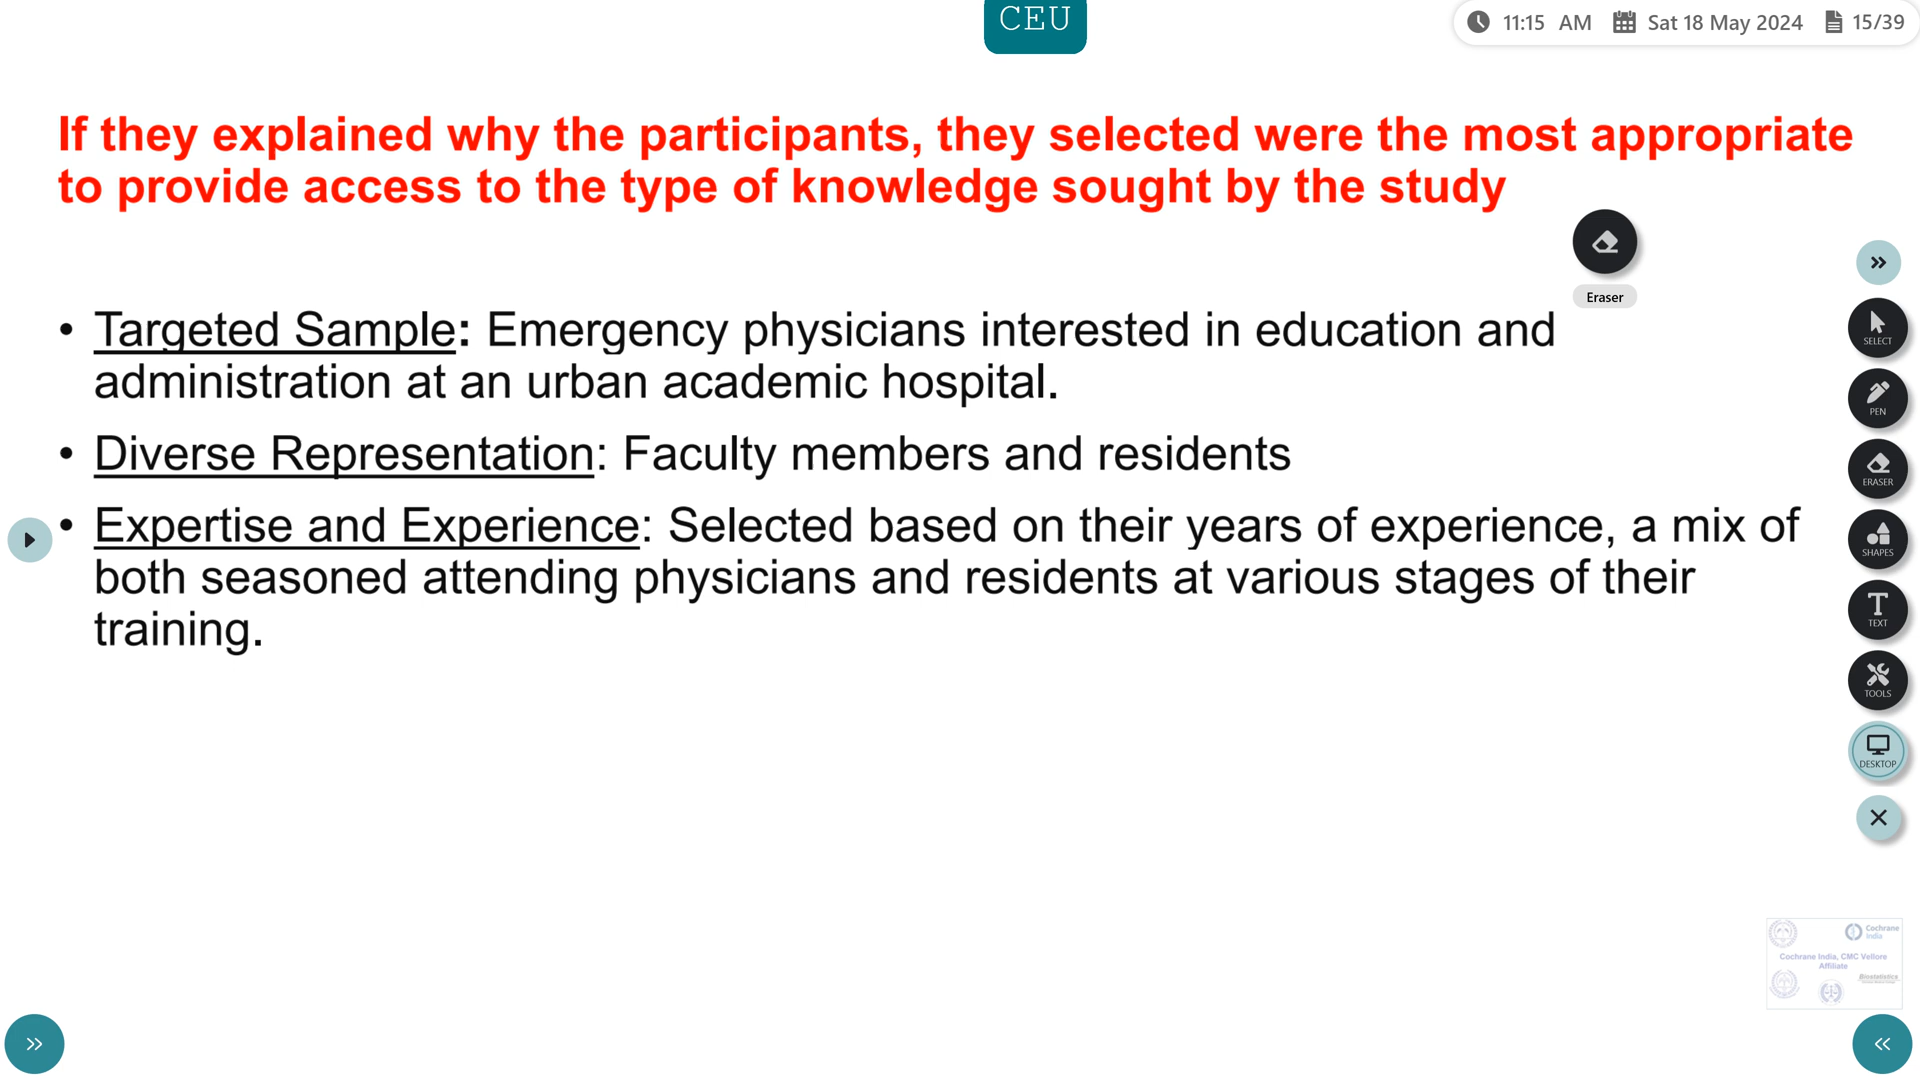 CEU
11:15 AM Sat 18 May 2024 15/39
If they explained why the participants, they selected were the most appropriate
to provide access to the type of knowledge sought by the study
Eraser
• Targeted Sample: Emergency physicians interested in education and
administration at an urban academic hospital.
• Diverse Representation: Faculty members and residents
• Expertise and Experience: Selected based on their years of experience, a mix of
both seasoned attending physicians and residents at various stages of their
training.
SELECT
PEN
ERASER
SHAPES
TEXT
TOOLS
DESKTOP
Cochrane
India
Cochrane India, CMC Vellore
Affiliate
Biostatistics